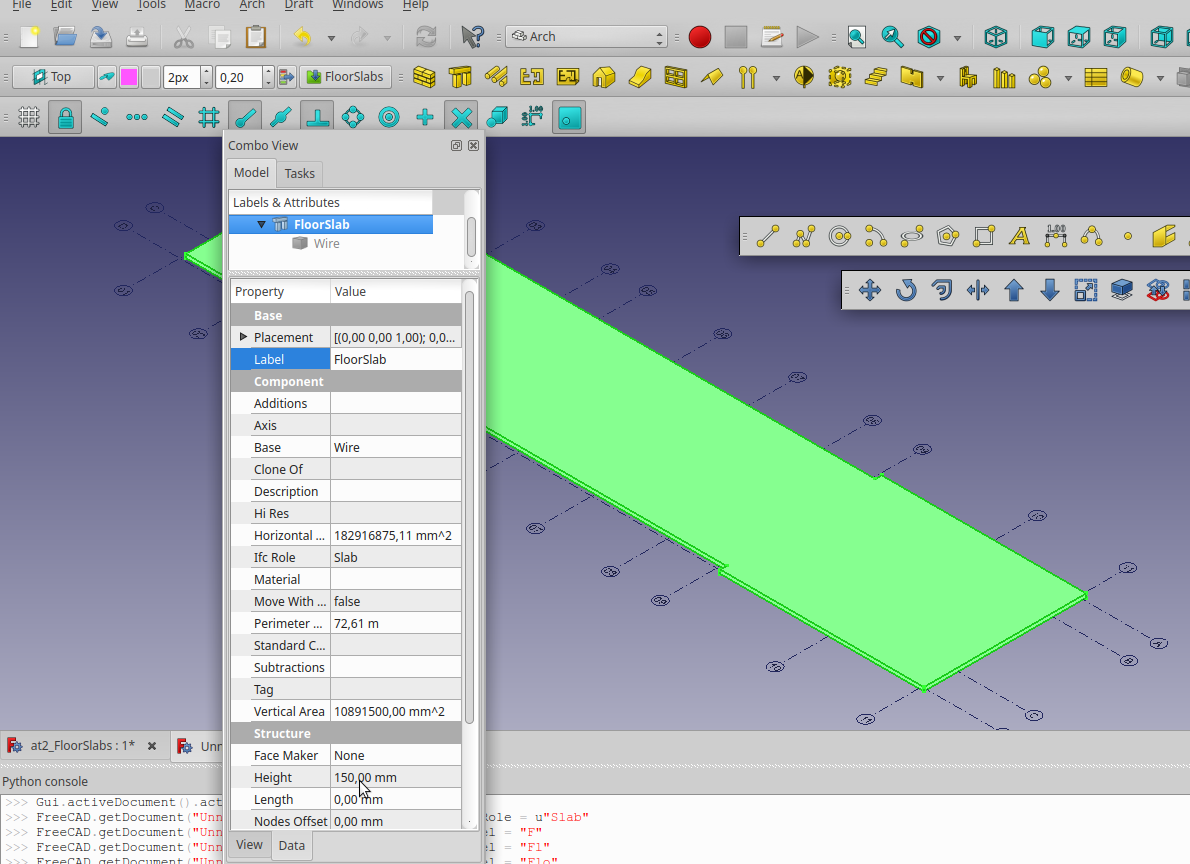 File Edit View Tools Macro Arch Draft Windows Help
Arch
Top 2px 0,20 FloorSlabs
1.00
Combo View
Model Tasks
Labels & Attributes
FloorSlab
Wire
1.00
A
Property Value
Base
Placement [(0,00 0,00 1,00); 0,0...
Label FloorSlab
Component
Additions
Axis
Base Wire
Clone Of
Description
Hi Res
Horizontal ... 182916875,11 mm^2
Ifc Role Slab
Material
Move With ... false
Perimeter ... 72,61 m
Standard C...
Subtractions
Tag
Vertical Area 10891500,00 mm^2
Structure
Face Maker None
Height 150,00 mm
Length 0,00 mm
Nodes Offset 0,00 mm
View Data
at2_FloorSlabs : 1* Unn
Python console
>>> Gui.activeDocument().act
>>> FreeCAD.getDocument("Unn Role = u"Slab"
>>> FreeCAD.getDocument("Unn el = "F"
>>> FreeCAD.getDocument("Unn el = "Fl"
>>> FreeCAD.getDocument("Unn el = "Flo"